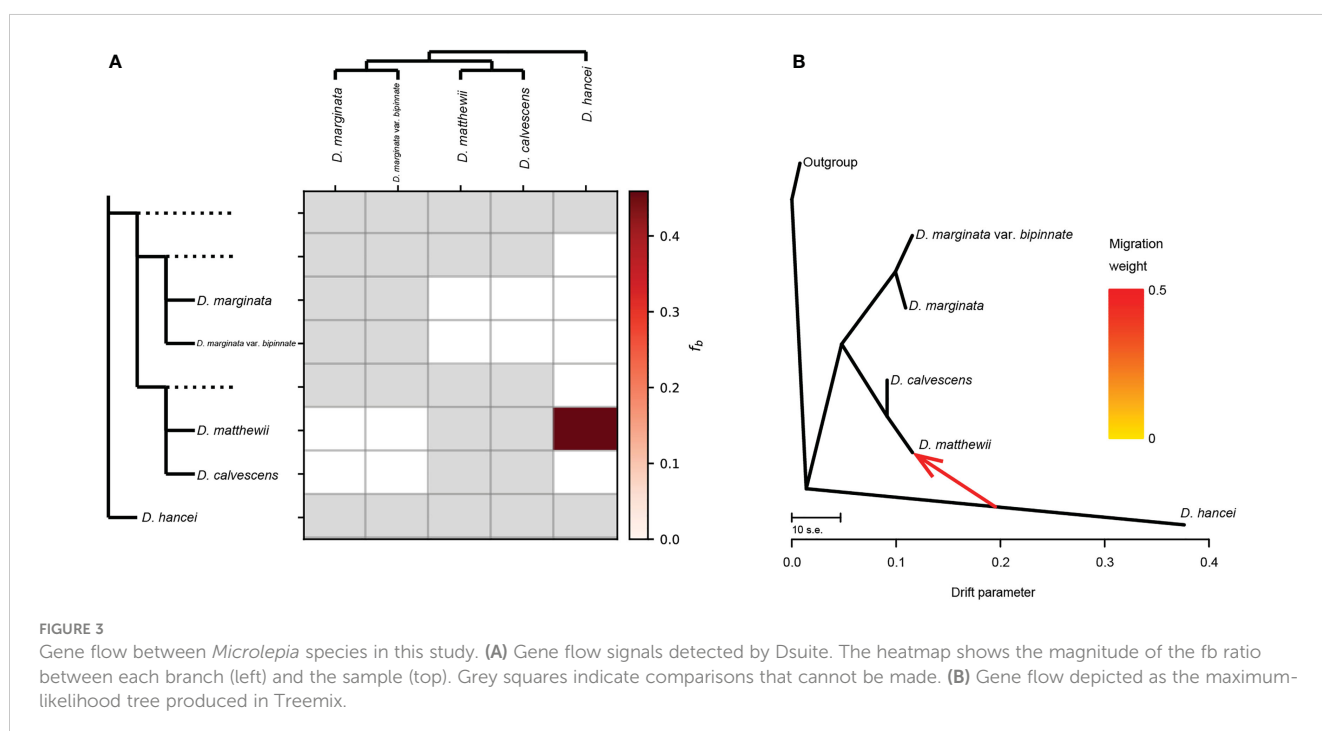 A
D. marginata
D. marginata var. bipinnate
D. matthewii
D. calvescens
D. hancei
D. marginata
D. marginata var. bipinnate
D. matthewii
D. calvescens
D. hancei
0.4
0.3
0.2
0.1
0.0
fb
B
Outgroup
D. marginata var. bipinnate
D. marginata
D. calvescens
D. matthewii
D. hancei
Migration
weight
0.5
0
10 s.e.
0.0 0.1 0.2 0.3 0.4
Drift parameter
FIGURE 3
Gene flow between Microlepia species in this study. (A) Gene flow signals detected by Dsuite. The heatmap shows the magnitude of the fb ratio
between each branch (left) and the sample (top). Grey squares indicate comparisons that cannot be made. (B) Gene flow depicted as the maximum-
likelihood tree produced in Treemix.